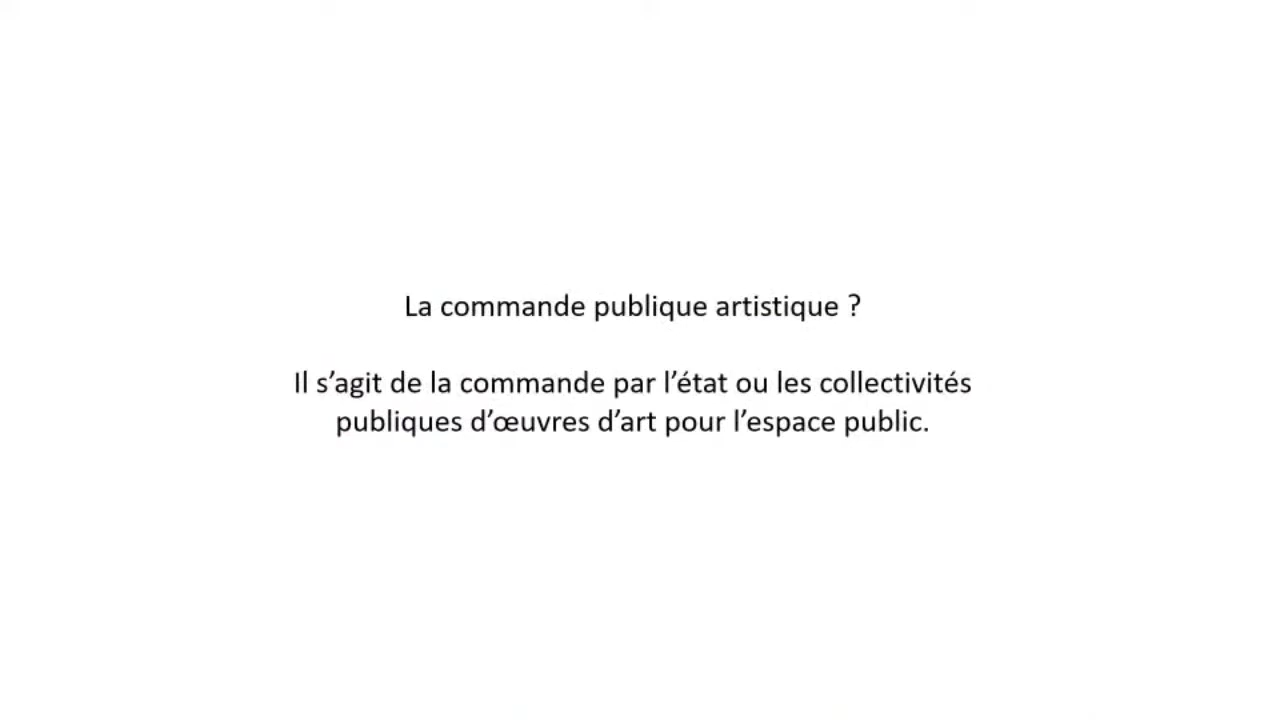 La commande publique artistique ?
Il s’agit de la commande par l’état ou les collectivités
publiques d’œuvres d’art pour l’espace public.